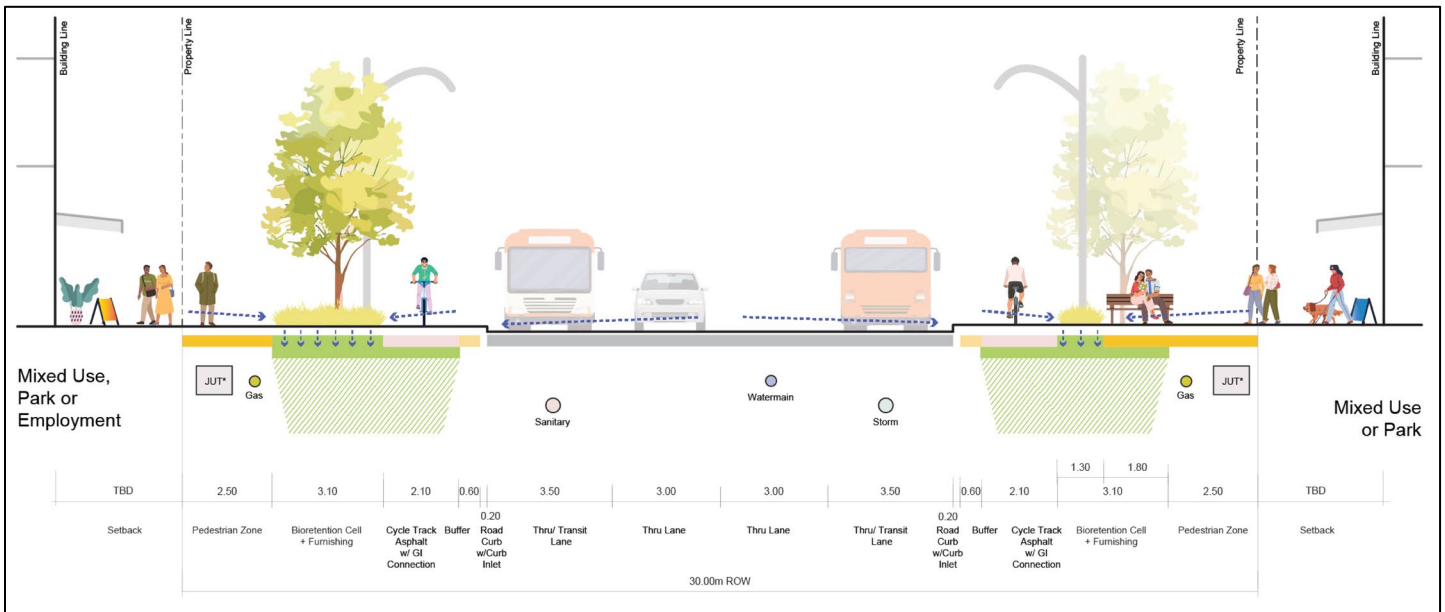 Building Line
Property Line
Property Line
Building Line
Mixed Use,
Park or
Employment
JUT*
Gas
Sanitary
Watermain
Storm
Gas
JUT*
Mixed Use
or Park
1.30
1.80
TBD
2.50
3.10
2.10
0.60
3.50
3.00
3.00
3.50
0.60
2.10
3.10
2.50
TBD
Setback
Pedestrian Zone
Bioretention Cell
+ Furnishing
Cycle Track
Asphalt
w/ GI
Connection
Buffer
0.20
Road
Curb
w/Curb
Inlet
Thru/ Transit
Lane
Thru Lane
Thru Lane
Thru/ Transit
Lane
0.20
Road
Curb
w/Curb
Inlet
Buffer
Cycle Track
Asphalt
w/ GI
Connection
Bioretention Cell
+ Furnishing
Pedestrian Zone
Setback
30.00m ROW